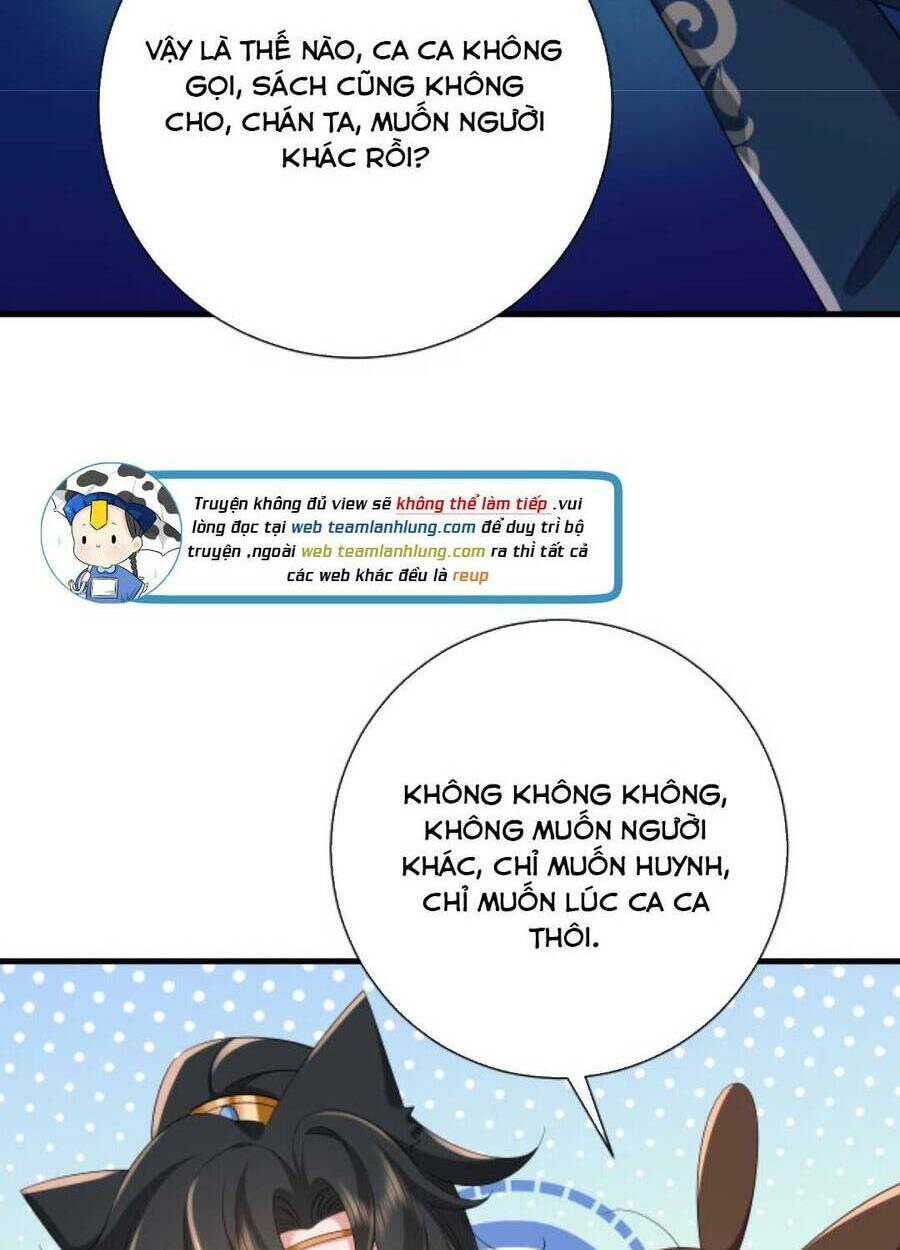 VẬY LÀ THẾ NÀO, CA CA KHÔNG
GỌI, SÁCH CŨNG KHÔNG
CHO, CHÁN TA, MUỐN NGƯỜI
KHÁC RỒI?
Truyện không đủ view sẽ không thể làm tiếp .vui
lòng đọc tại web teamlanhlung.com để duy trì bộ
truyện ,ngoài web teamlanhlung.com ra thì tất cả
các web khác đều là reup
KHÔNG KHÔNG KHÔNG,
KHÔNG MUỐN NGƯỜI
KHÁC, CHỈ MUỐN HUYNH,
CHỈ MUỐN LÚC CA CA
THÔI.